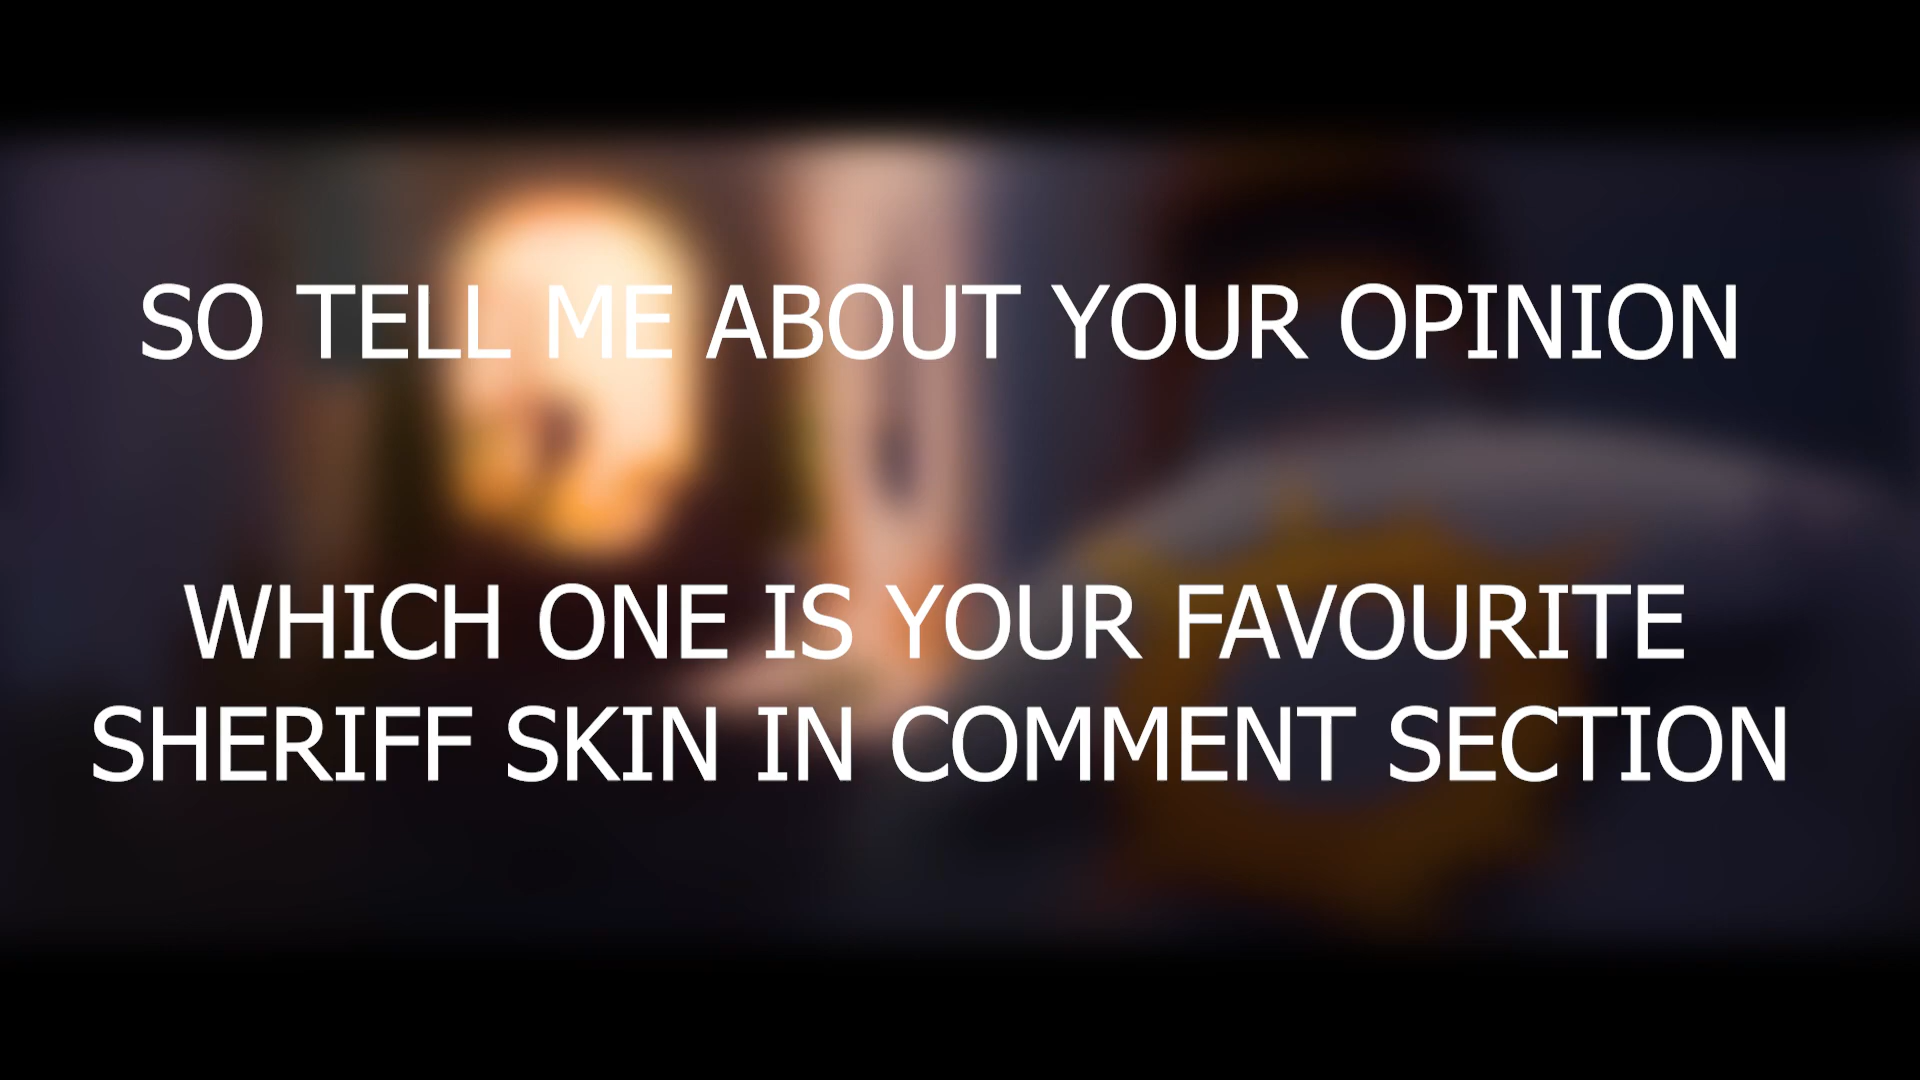 SO TELL ME ABOUT YOUR OPINION
WHICH ONE IS YOUR FAVOURITE
SHERIFF SKIN IN COMMENT SECTION